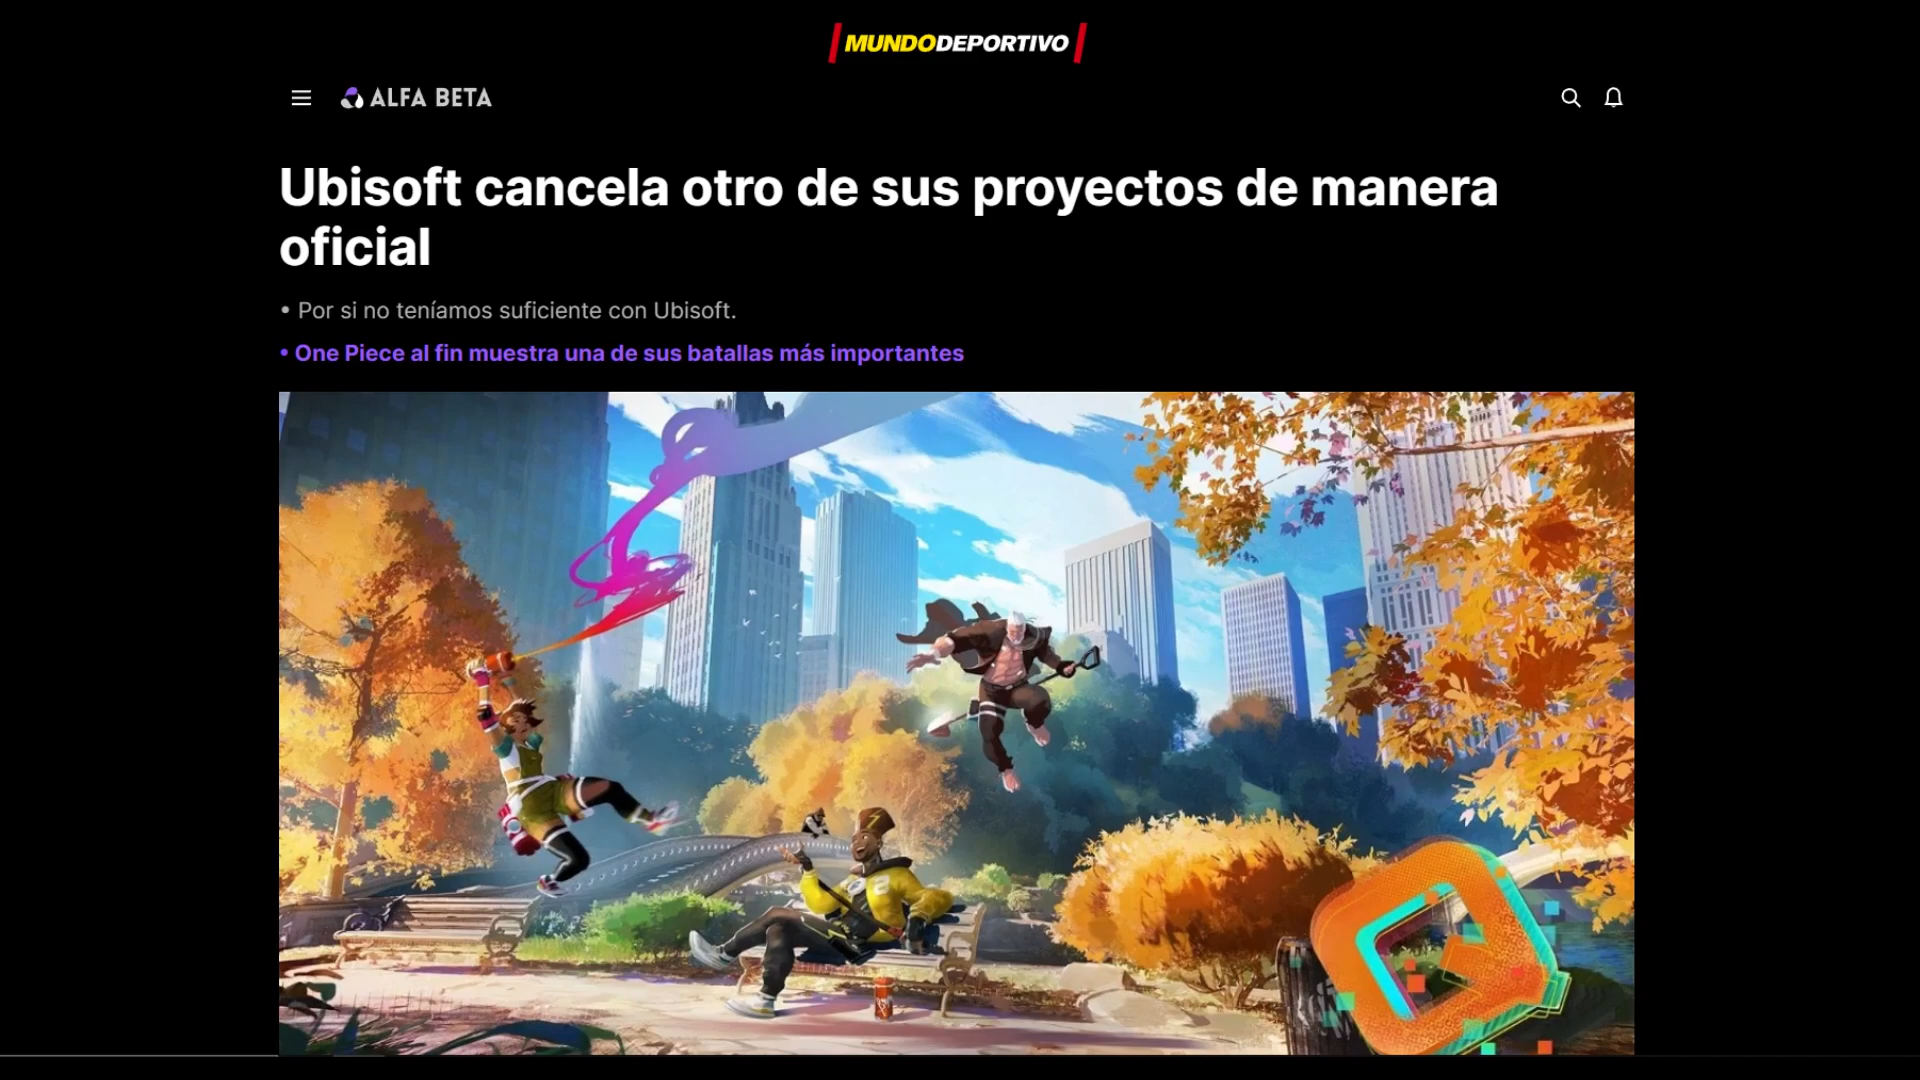 MUNDODEPORTIVO
ALFA BETA
Ubisoft cancela otro de sus proyectos de manera
oficial
• Por si no teníamos suficiente con Ubisoft.
• One Piece al fin muestra una de sus batallas más importantes